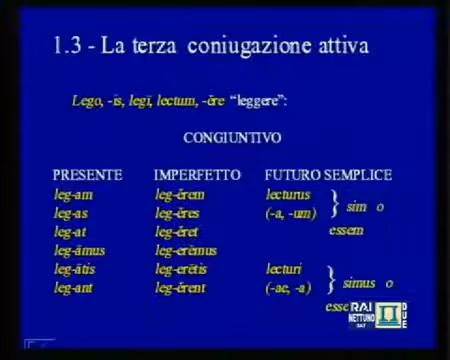 1.3 - La terza coniugazione attiva
Lego, -is, legī, lectum, -ĕre "leggere":
CONGIUNTIVO
PRESENTE IMPERFETTO FUTURO SEMPLICE
leg-am leg-ĕrem lecturus
leg-as leg-ĕres (-a, -um) } sim o
leg-at leg-ĕret essem
leg-āmus leg-erēmus
leg-ātis leg-erētis lecturi
leg-ant leg-ĕrent (-ae, -a) } simus o
RAI
NETTUNO
SAT
DUE